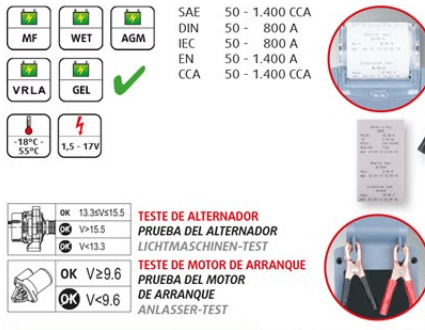 MF WET AGM
VRLA GEL
SAE 50 - 1.400 CCA
DIN 50 - 800 A
IEC 50 - 800 A
EN 50 - 1.400 A
CCA 50 - 1.400 CCA
-18°C - 55°C
1,5 - 17V
OK 13.3≤V≤15.5
OK V>15.5
OK V<13.3
TESTE DE ALTERNADOR
PRUEBA DEL ALTERNADOR
LICHTMASCHINEN-TEST
OK V≥9.6
OK V<9.6
TESTE DE MOTOR DE ARRANQUE
PRUEBA DEL MOTOR
DE ARRANQUE
ANLASSER-TEST